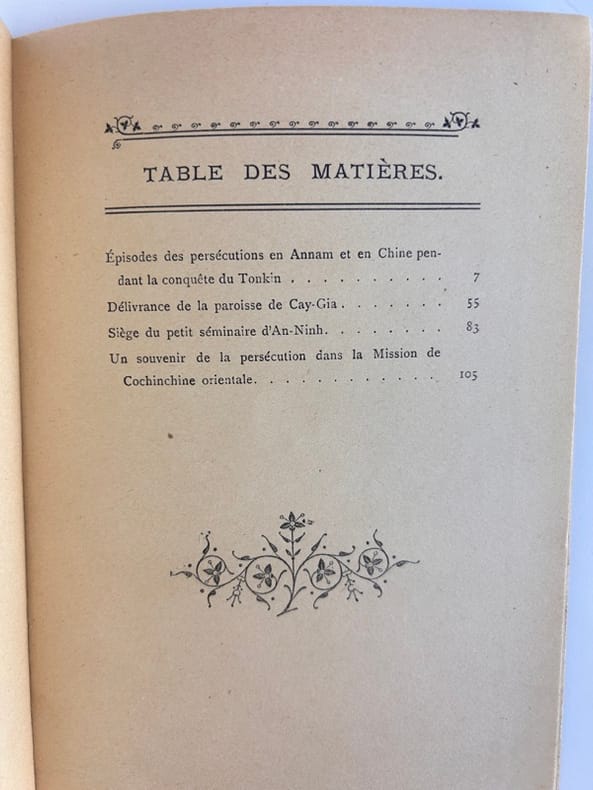 TABLE DES MATIÈRES.
Épisodes des persécutions en Annam et en Chine pen-
dant la conquête du Tonkin . . . . . . . . . . 7
Délivrance de la paroisse de Cay-Gia . . . . . . . 55
Siège du petit séminaire d'An-Ninh. . . . . . . . 83
Un souvenir de la persécution dans la Mission de
Cochinchine orientale. . . . . . . . . . . . 105